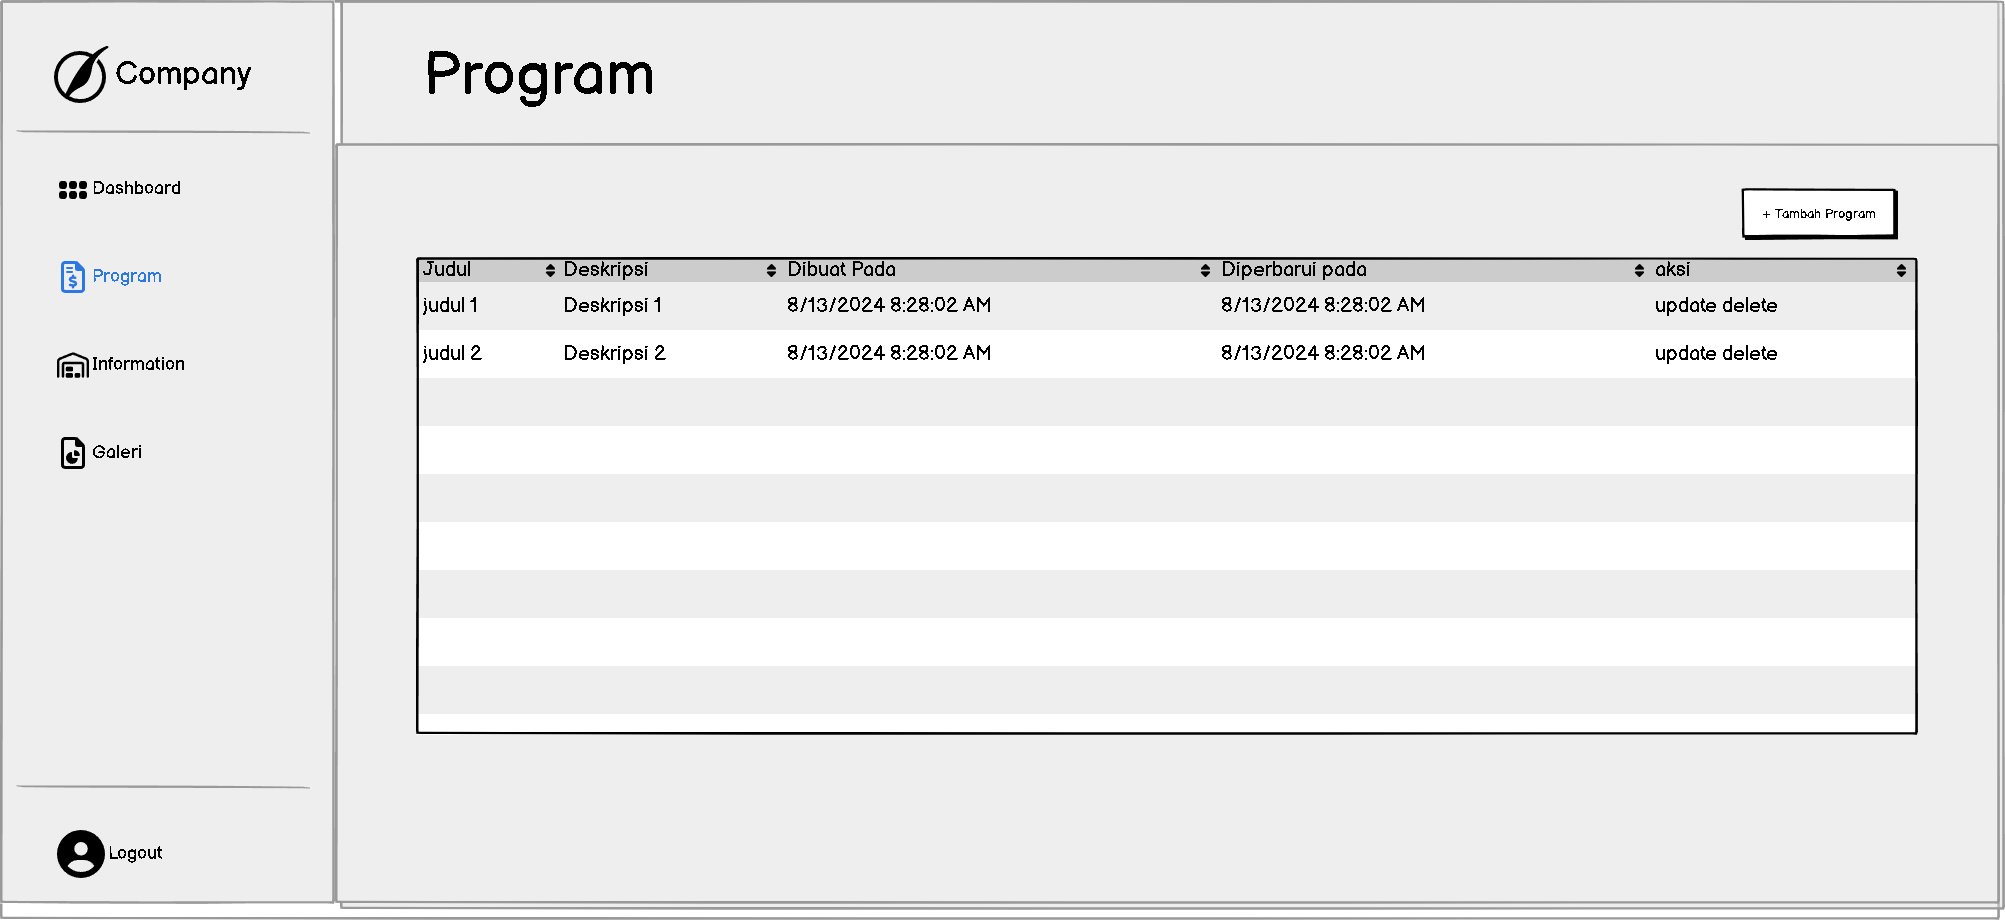 Company
Program
Dashboard
Program
Information
Galeri
Logout
+ Tambah Program
Judul Deskripsi Dibuat Pada Diperbarui pada aksi
judul 1 Deskripsi 1 8/13/2024 8:28:02 AM 8/13/2024 8:28:02 AM update delete
judul 2 Deskripsi 2 8/13/2024 8:28:02 AM 8/13/2024 8:28:02 AM update delete